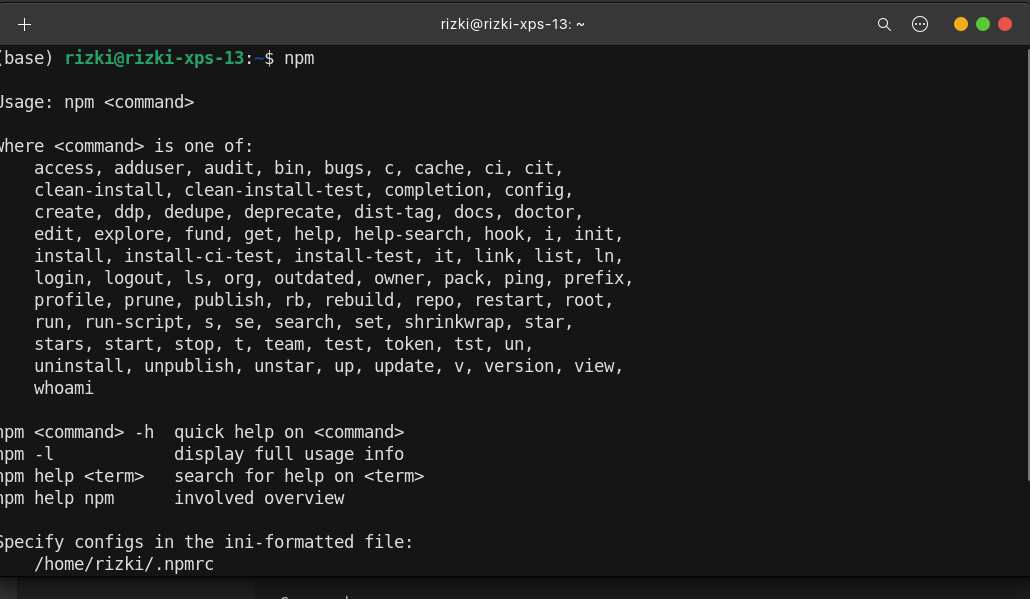 rizki@rizki-xps-13: ~
(base) rizki@rizki-xps-13:~$ npm
Usage: npm <command>
where <command> is one of:
access, adduser, audit, bin, bugs, c, cache, ci, cit,
clean-install, clean-install-test, completion, config,
create, ddp, dedupe, deprecate, dist-tag, docs, doctor,
edit, explore, fund, get, help, help-search, hook, i, init,
install, install-ci-test, install-test, it, link, list, ln,
login, logout, ls, org, outdated, owner, pack, ping, prefix,
profile, prune, publish, rb, rebuild, repo, restart, root,
run, run-script, s, se, search, set, shrinkwrap, star,
stars, start, stop, t, team, test, token, tst, un,
uninstall, unpublish, unstar, up, update, v, version, view,
whoami
npm <command> -h  quick help on <command>
npm -l            display full usage info
npm help <term>   search for help on <term>
npm help npm      involved overview
Specify configs in the ini-formatted file:
/home/rizki/.npmrc